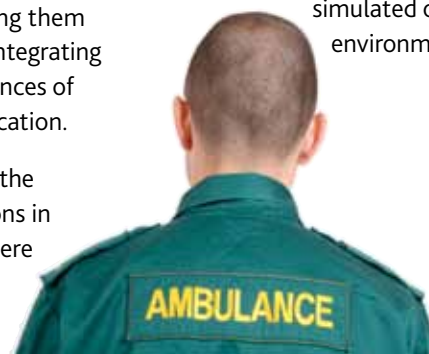 ng them
ntegrating
nces of
cation.
the
ons in
ere
simulated o
environm
AMBULANCE